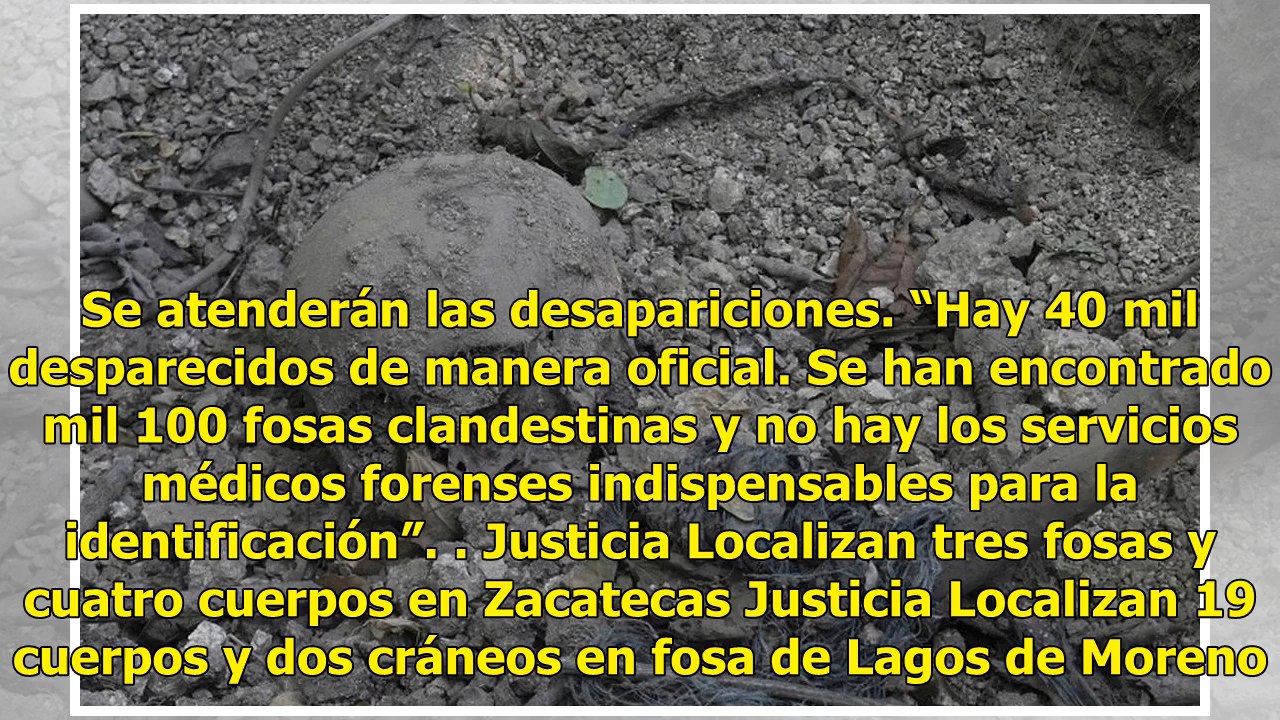 Se atenderán las desapariciones. “Hay 40 mil
desparecidos de manera oficial. Se han encontrado
mil 100 fosas clandestinas y no hay los servicios
médicos forenses indispensables para la
identificación”. . Justicia Localizan tres fosas y
cuatro cuerpos en Zacatecas Justicia Localizan 19
cuerpos y dos cráneos en fosa de Lagos de Moreno